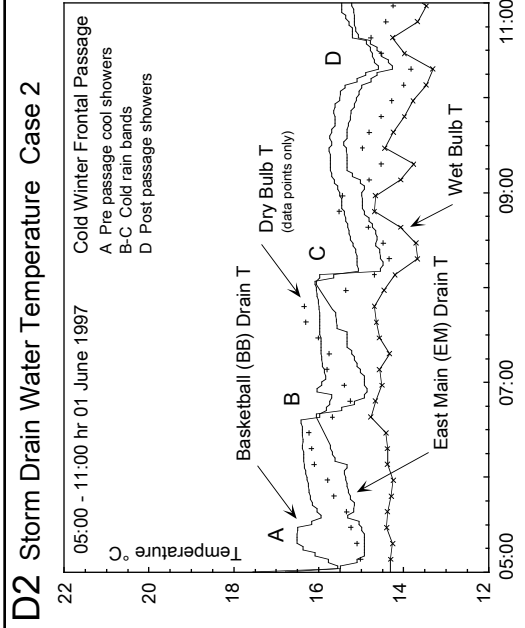 D2 Storm Drain Water Temperature Case 2
05:00 - 11:00 hr 01 June 1997
Cold Winter Frontal Passage
A Pre passage cool showers
B-C Cold rain bands
D Post passage showers
Temperature °C
22
20
18
16
14
12
Basketball (BB) Drain T
Dry Bulb T
(data points only)
A
B
C
D
East Main (EM) Drain T
Wet Bulb T
05:00
07:00
09:00
11:00